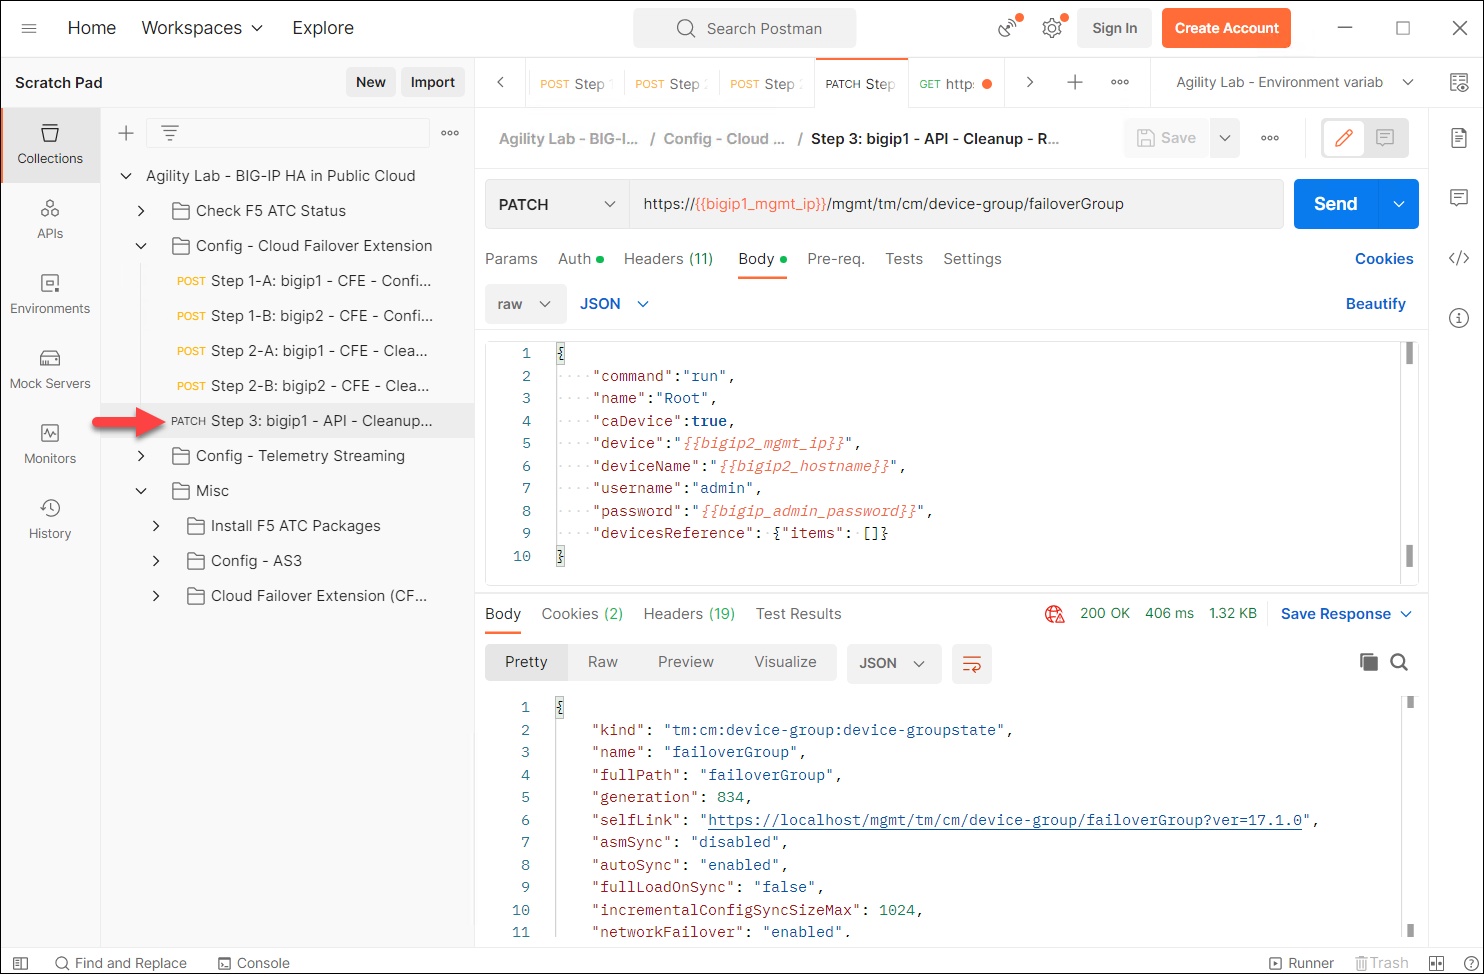 Home Workspaces Explore Search Postman Sign In Create Account
Scratch Pad New Import
POST Step POST Step POST Step PATCH Step GET https Agility Lab - Environment variab
Collections
APIs
Environments
Mock Servers
Monitors
History
Agility Lab - BIG-IP HA in Public Cloud
Check F5 ATC Status
Config - Cloud Failover Extension
POST Step 1-A: bigip1 - CFE - Confi...
POST Step 1-B: bigip2 - CFE - Confi...
POST Step 2-A: bigip1 - CFE - Clea...
POST Step 2-B: bigip2 - CFE - Clea...
PATCH Step 3: bigip1 - API - Cleanup...
Config - Telemetry Streaming
Misc
Install F5 ATC Packages
Config - AS3
Cloud Failover Extension (CF...
Agility Lab - BIG-I... / Config - Cloud ... / Step 3: bigip1 - API - Cleanup - R... Save
PATCH https://{{bigip1_mgmt_ip}}/mgmt/tm/cm/device-group/failoverGroup Send
Params Auth Headers (11) Body Pre-req. Tests Settings Cookies
raw JSON Beautify
1 {
2 "command":"run",
3 "name":"Root",
4 "caDevice":true,
5 "device":"{{bigip2_mgmt_ip}}",
6 "deviceName":"{{bigip2_hostname}}",
7 "username":"admin",
8 "password":"{{bigip_admin_password}}",
9 "devicesReference": {"items": []}
10 }
Body Cookies (2) Headers (19) Test Results 200 OK 406 ms 1.32 KB Save Response
Pretty Raw Preview Visualize JSON
1 {
2 "kind": "tm:cm:device-group:device-groupstate",
3 "name": "failoverGroup",
4 "fullPath": "failoverGroup",
5 "generation": 834,
6 "selfLink": "https://localhost/mgmt/tm/cm/device-group/failoverGroup?ver=17.1.0",
7 "asmSync": "disabled",
8 "autoSync": "enabled",
9 "fullLoadOnSync": "false",
10 "incrementalConfigSyncSizeMax": 1024,
11 "networkFailover": "enabled",
Find and Replace Console Runner Trash